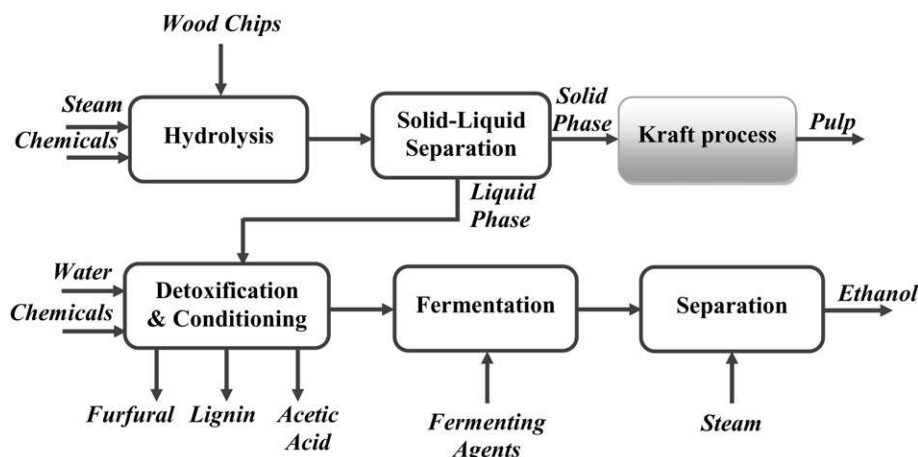 Wood Chips
Steam
Chemicals
Hydrolysis
Solid-Liquid
Separation
Solid
Phase
Kraft process
Pulp
Liquid
Phase
Water
Chemicals
Detoxification
& Conditioning
Fermentation
Separation
Ethanol
Furfural
Lignin
Acetic
Acid
Fermenting
Agents
Steam